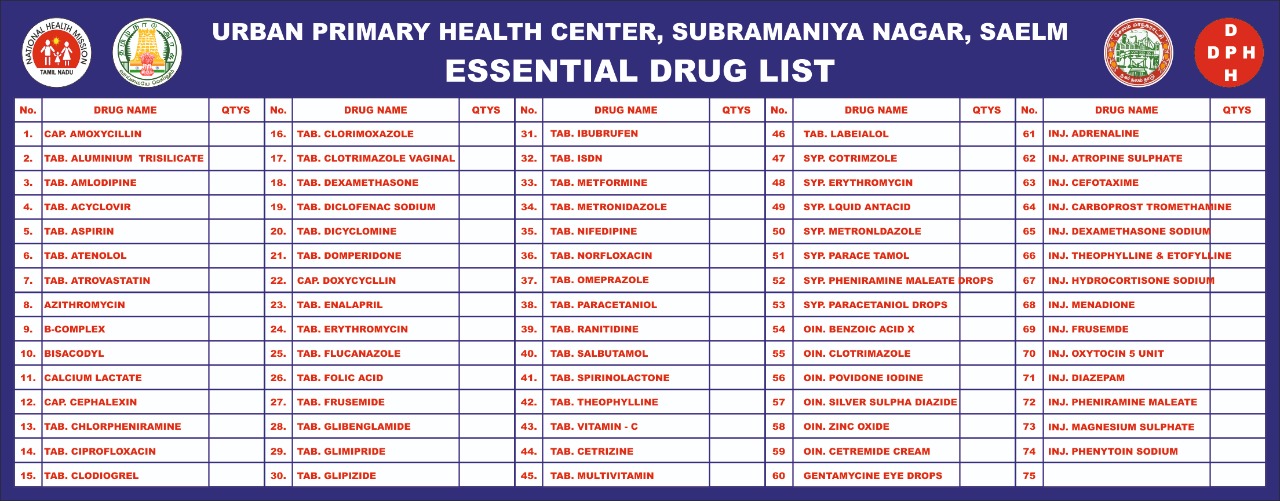 URBAN PRIMARY HEALTH CENTER, SUBRAMANIYA NAGAR, SAELM
ESSENTIAL DRUG LIST
NATIONAL HEALTH MISSION
TAMIL NADU
D
D P H
H
No. DRUG NAME QTYS No. DRUG NAME QTYS No. DRUG NAME QTYS No. DRUG NAME QTYS No. DRUG NAME QTYS
1. CAP. AMOXYCILLIN 16. TAB. CLORIMOXAZOLE 31. TAB. IBUBRUFEN 46 TAB. LABEIALOL 61 INJ. ADRENALINE
2. TAB. ALUMINIUM TRISILICATE 17. TAB. CLOTRIMAZOLE VAGINAL 32. TAB. ISDN 47 SYP. COTRIMZOLE 62 INJ. ATROPINE SULPHATE
3. TAB. AMLODIPINE 18. TAB. DEXAMETHASONE 33. TAB. METFORMINE 48 SYP. ERYTHROMYCIN 63 INJ. CEFOTAXIME
4. TAB. ACYCLOVIR 19. TAB. DICLOFENAC SODIUM 34. TAB. METRONIDAZOLE 49 SYP. LQUID ANTACID 64 INJ. CARBOPROST TROMETHAMINE
5. TAB. ASPIRIN 20. TAB. DICYCLOMINE 35. TAB. NIFEDIPINE 50 SYP. METRONLDAZOLE 65 INJ. DEXAMETHASONE SODIUM
6. TAB. ATENOLOL 21. TAB. DOMPERIDONE 36. TAB. NORFLOXACIN 51 SYP. PARACE TAMOL 66 INJ. THEOPHYLLINE & ETOFYLLINE
7. TAB. ATROVASTATIN 22. CAP. DOXYCYCLLIN 37. TAB. OMEPRAZOLE 52 SYP. PHENIRAMINE MALEATE DROPS 67 INJ. HYDROCORTISONE SODIUM
8. AZITHROMYCIN 23. TAB. ENALAPRIL 38. TAB. PARACETANIOL 53 SYP. PARACETANIOL DROPS 68 INJ. MENADIONE
9. B-COMPLEX 24. TAB. ERYTHROMYCIN 39. TAB. RANITIDINE 54 OIN. BENZOIC ACID X 69 INJ. FRUSEMDE
10. BISACODYL 25. TAB. FLUCANAZOLE 40. TAB. SALBUTAMOL 55 OIN. CLOTRIMAZOLE 70 INJ. OXYTOCIN 5 UNIT
11. CALCIUM LACTATE 26. TAB. FOLIC ACID 41. TAB. SPIRINOLACTONE 56 OIN. POVIDONE IODINE 71 INJ. DIAZEPAM
12. CAP. CEPHALEXIN 27. TAB. FRUSEMIDE 42. TAB. THEOPHYLLINE 57 OIN. SILVER SULPHA DIAZIDE 72 INJ. PHENIRAMINE MALEATE
13. TAB. CHLORPHENIRAMINE 28. TAB. GLIBENGLAMIDE 43. TAB. VITAMIN - C 58 OIN. ZINC OXIDE 73 INJ. MAGNESIUM SULPHATE
14. TAB. CIPROFLOXACIN 29. TAB. GLIMIPRIDE 44. TAB. CETRIZINE 59 OIN. CETREMIDE CREAM 74 INJ. PHENYTOIN SODIUM
15. TAB. CLODIOGREL 30. TAB. GLIPIZIDE 45. TAB. MULTIVITAMIN 60 GENTAMYCINE EYE DROPS 75